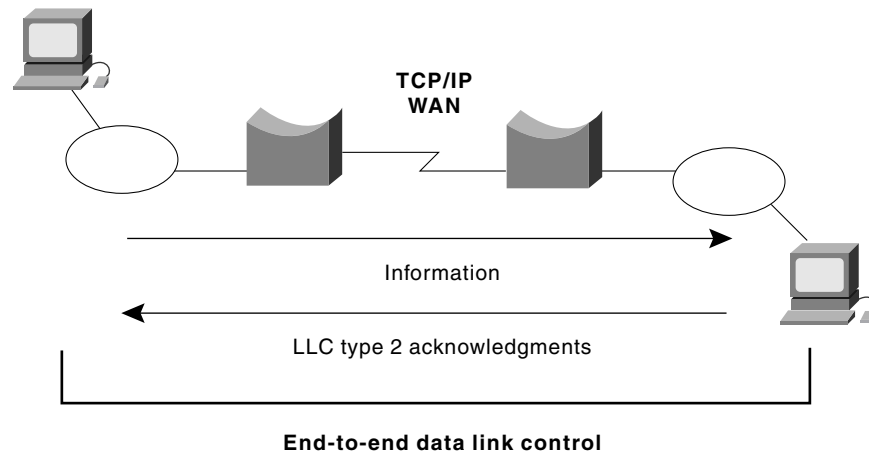 TCP/IP
WAN
Information
LLC type 2 acknowledgments
End-to-end data link control